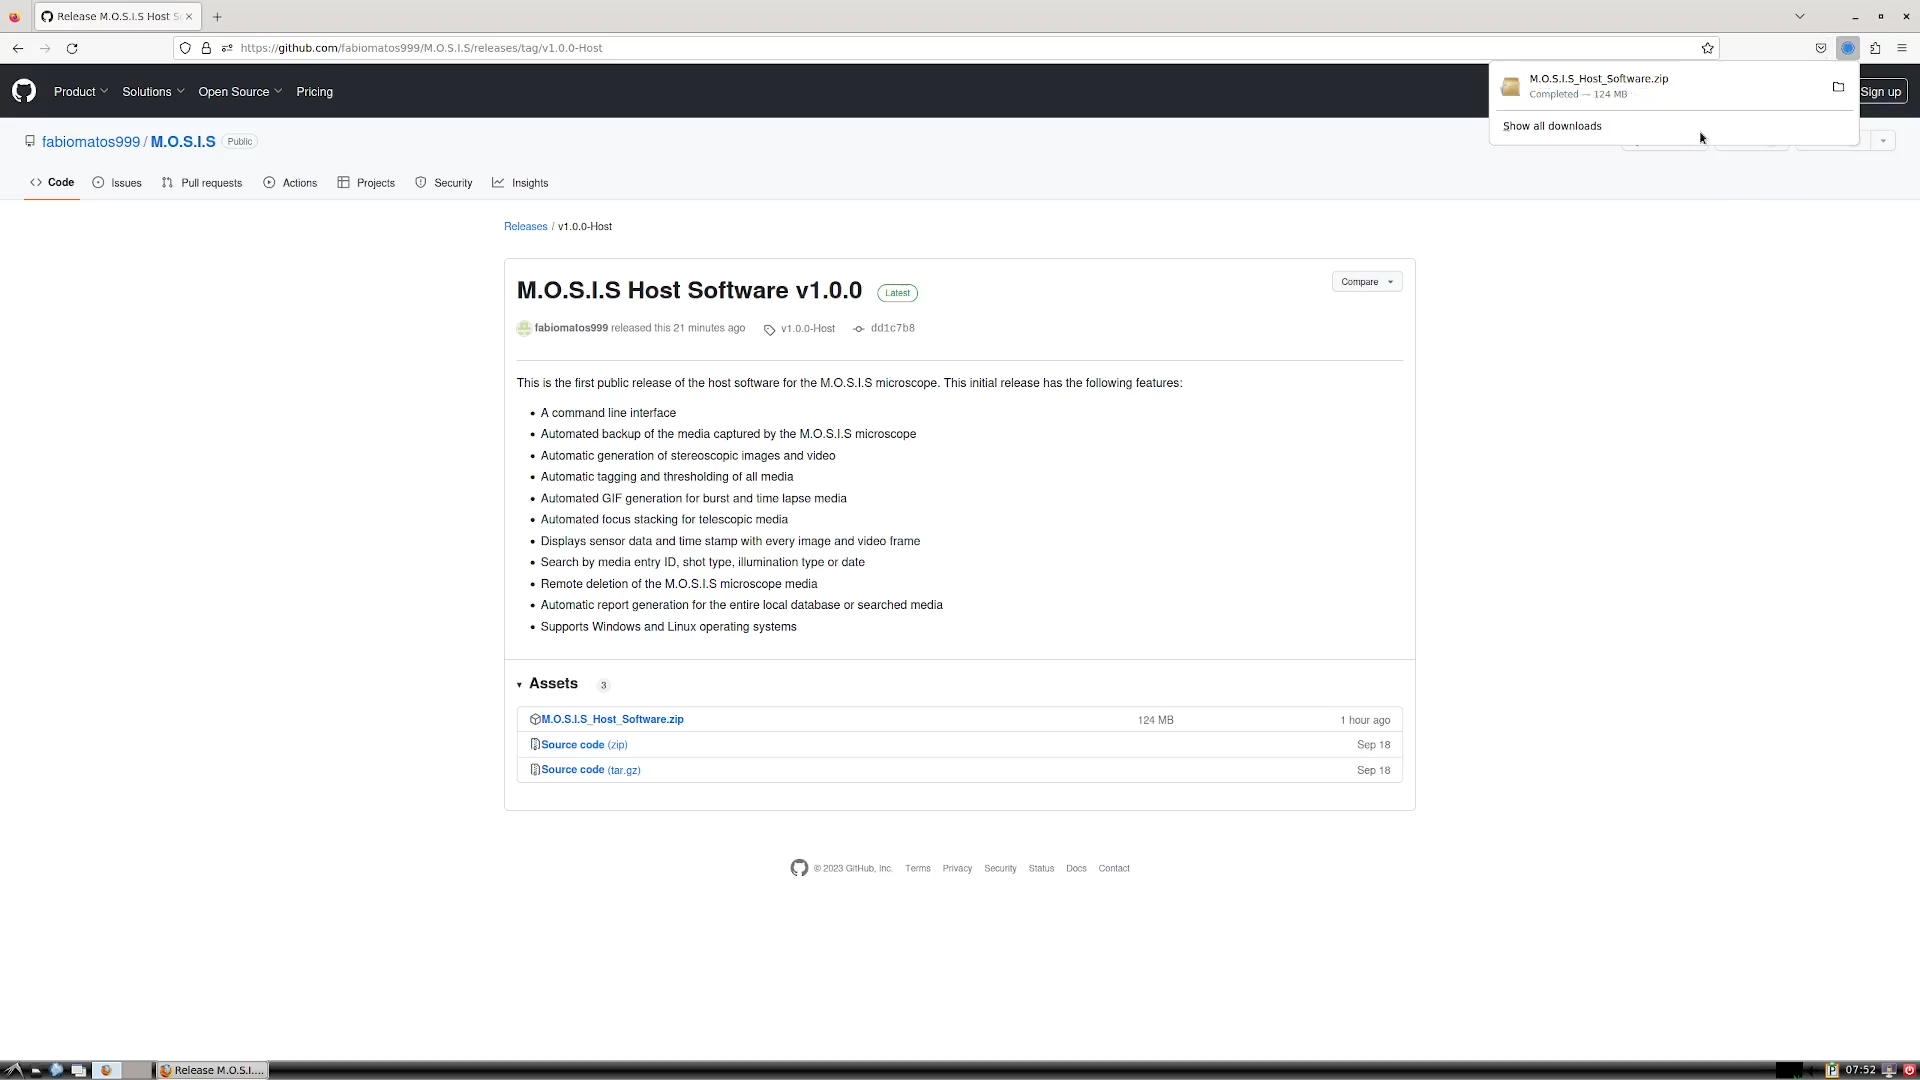 Release M.O.S.I.S Host S
https://github.com/fabiomatos999/M.O.S.I.S/releases/tag/v1.0.0-Host
M.O.S.I.S_Host_Software.zip
Completed — 124 MB
Show all downloads
Product
Solutions
Open Source
Pricing
Sign up
fabiomatos999 / M.O.S.I.S Public
Code
Issues
Pull requests
Actions
Projects
Security
Insights
Releases / v1.0.0-Host
M.O.S.I.S Host Software v1.0.0 Latest
Compare
fabiomatos999 released this 21 minutes ago v1.0.0-Host dd1c7b8
This is the first public release of the host software for the M.O.S.I.S microscope. This initial release has the following features:
• A command line interface
• Automated backup of the media captured by the M.O.S.I.S microscope
• Automatic generation of stereoscopic images and video
• Automatic tagging and thresholding of all media
• Automated GIF generation for burst and time lapse media
• Automated focus stacking for telescopic media
• Displays sensor data and time stamp with every image and video frame
• Search by media entry ID, shot type, illumination type or date
• Remote deletion of the M.O.S.I.S microscope media
• Automatic report generation for the entire local database or searched media
• Supports Windows and Linux operating systems
Assets 3
M.O.S.I.S_Host_Software.zip 124 MB 1 hour ago
Source code (zip) Sep 18
Source code (tar.gz) Sep 18
© 2023 GitHub, Inc. Terms Privacy Security Status Docs Contact
Release M.O.S.I....
07:52